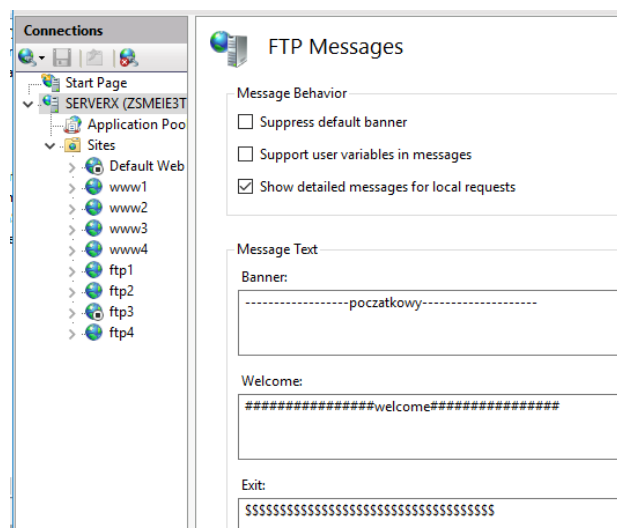 Connections
Start Page
SERVERX (ZSMEIE3T
Application Poo
Sites
Default Web
www1
www2
www3
www4
ftp1
ftp2
ftp3
ftp4
FTP Messages
Message Behavior
Suppress default banner
Support user variables in messages
Show detailed messages for local requests
Message Text
Banner:
------------------poczatkowy--------------------
Welcome:
################welcome################
Exit:
$$$$$$$$$$$$$$$$$$$$$$$$$$$$$$$$$$$$